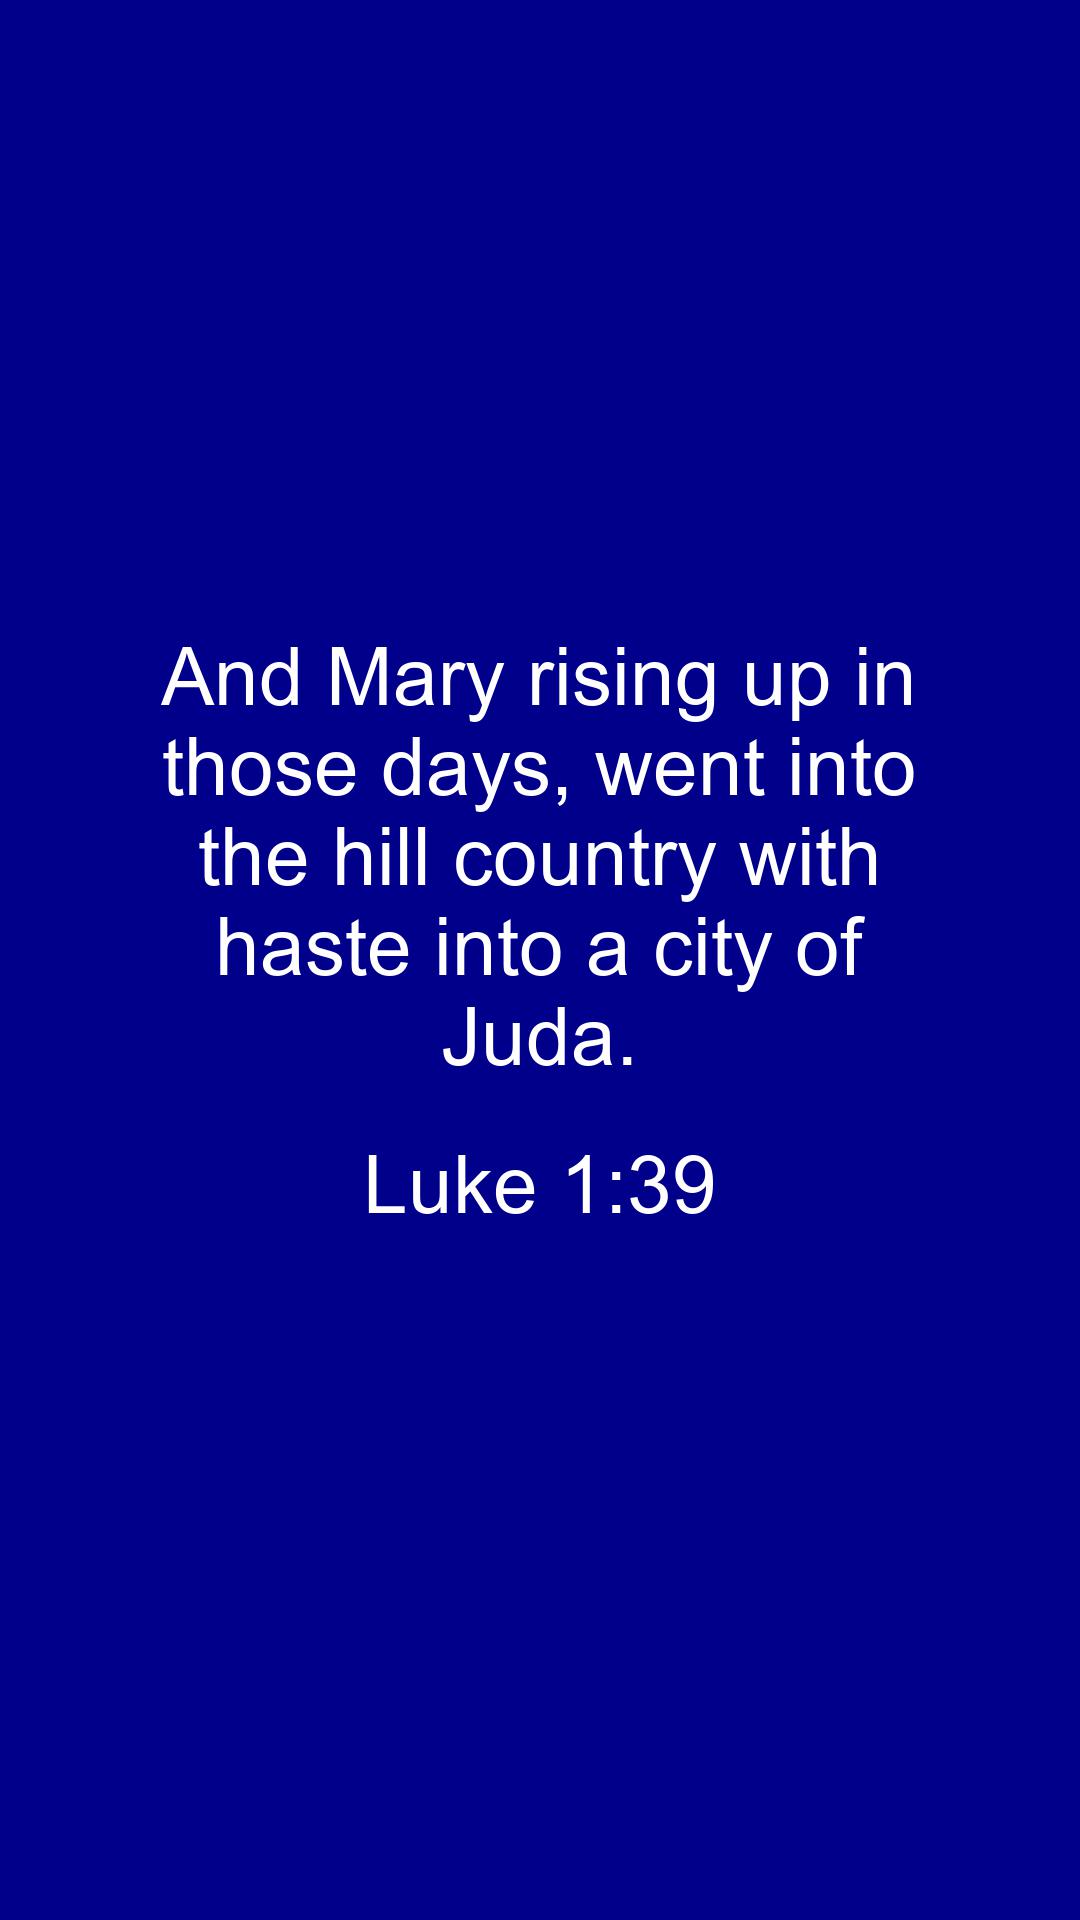 And Mary rising up in
those days, went into
the hill country with
haste into a city of
Juda.
Luke 1:39